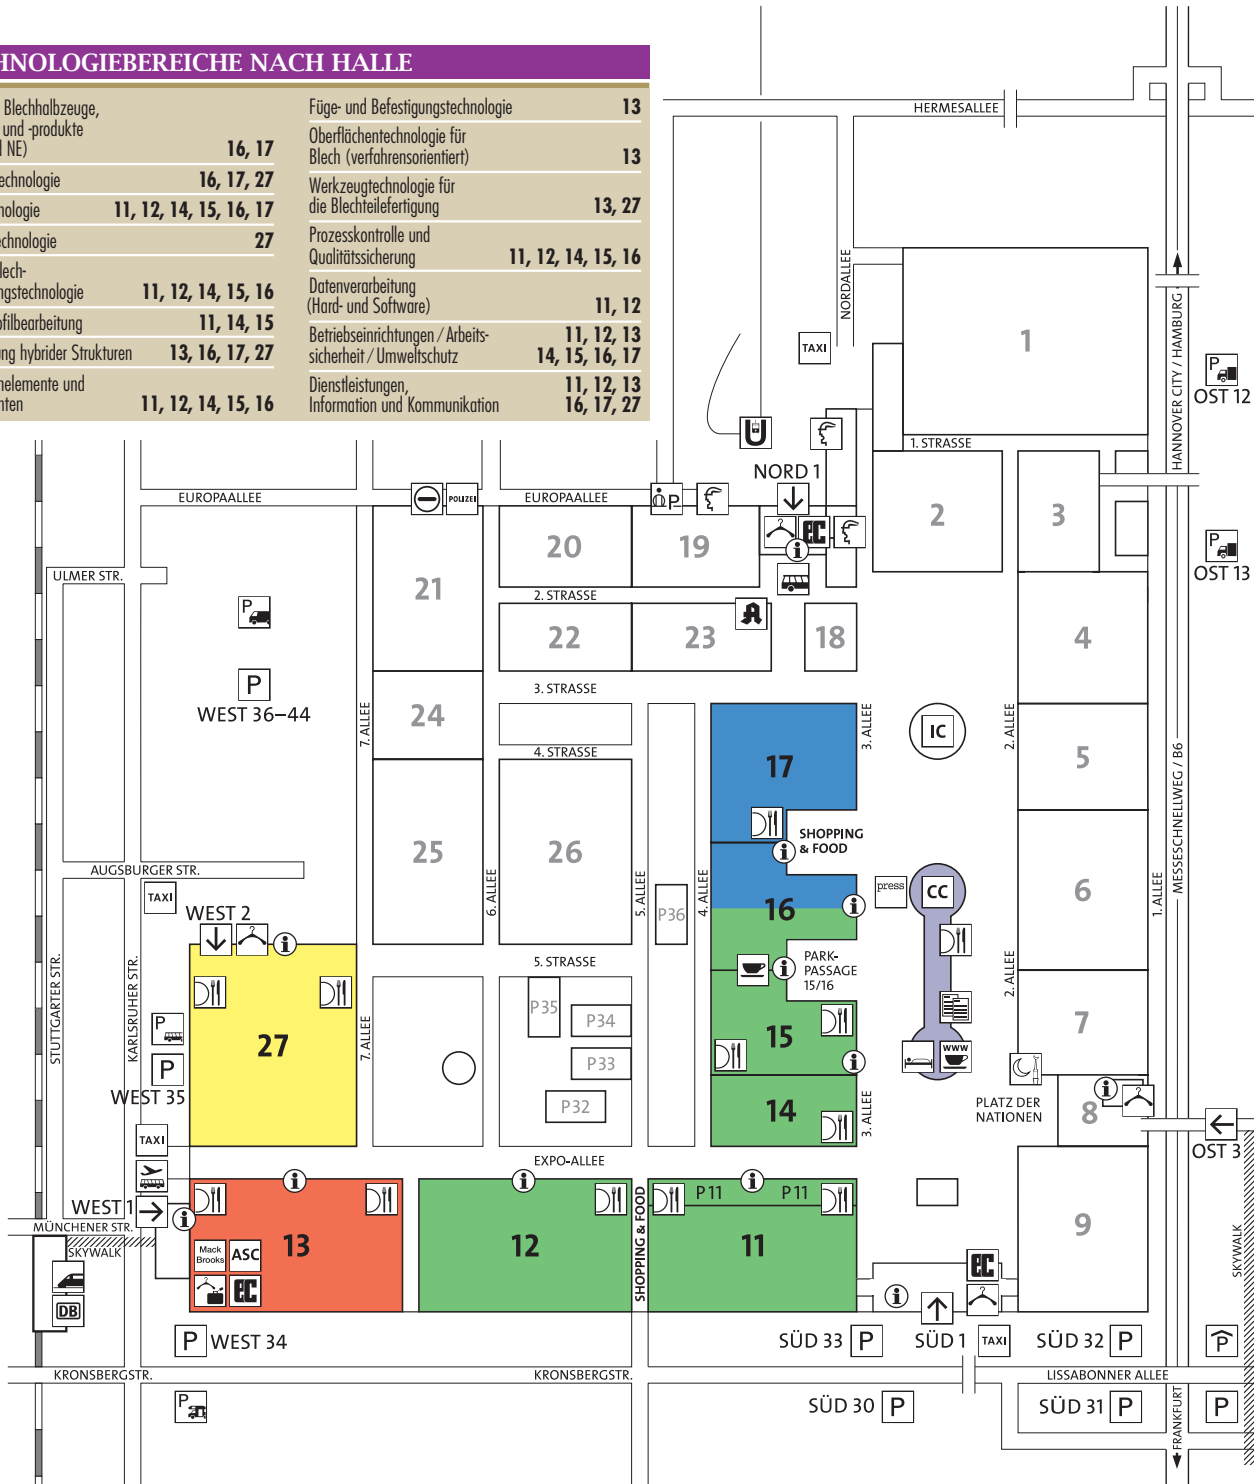 HNOLOGIEBEREICHE NACH HALLE
Blechhalbzeuge,
und -produkte
NE) 16, 17
echnologie 16, 17, 27
nologie 11, 12, 14, 15, 16, 17
echnologie 27
lech-
ngstechnologie 11, 12, 14, 15, 16
ofilbearbeitung 11, 14, 15
ung hybrider Strukturen 13, 16, 17, 27
nelemente und
nten 11, 12, 14, 15, 16
Füge- und Befestigungstechnologie 13
Oberflächentechnologie für
Blech (verfahrensorientiert) 13
Werkzeugtechnologie für
die Blechteilefertigung 13, 27
Prozesskontrolle und
Qualitätssicherung 11, 12, 14, 15, 16
Datenverarbeitung
(Hard- und Software) 11, 12
Betriebseinrichtungen / Arbeits- 11, 12, 13
sicherheit / Umweltschutz 14, 15, 16, 17
Dienstleistungen, 11, 12, 13
Information und Kommunikation 16, 17, 27
HERMESALLEE
NORDALLEE
HANNOVER CITY / HAMBURG
TAXI
1
P
OST 12
U
1. STRASSE
NORD 1
EUROPAALLEE
POLIZEI
EUROPAALLEE
P
2
3
20
19
EC
i
P
OST 13
ULMER STR.
21
2. STRASSE
P
22
23
A
18
4
P
WEST 36–44
3. STRASSE
24
7. ALLEE
3. ALLEE
IC
2. ALLEE
4. STRASSE
17
5
MESSESCHNELLWEG / B6
25
26
SHOPPING
& FOOD
i
AUGSBURGER STR.
TAXI
6. ALLEE
5. ALLEE
4. ALLEE
press
CC
6
1. ALLEE
WEST 2
P36
16
i
i
STUTTGARTER STR.
KARLSRUHER STR.
5. STRASSE
PARK-
PASSAGE
15/16
i
2. ALLEE
P35
P34
7
P
27
7. ALLEE
15
P33
WWW
i
P
WEST 35
P32
14
3. ALLEE
PLATZ DER
NATIONEN
i
8
TAXI
OST 3
EXPO-ALLEE
i
i
i
WEST 1
i
P 11
P 11
MÜNCHENER STR.
SKYWALK
13
12
SHOPPING & FOOD
11
9
SKYWALK
Mack
Brooks
ASC
EC
EC
i
DB
P
WEST 34
SÜD 33
P
SÜD 1
TAXI
SÜD 32
P
P
KRONSBERGSTR.
KRONSBERGSTR.
LISSABONNER ALLEE
P
SÜD 30
P
SÜD 31
P
P
FRANKFURT